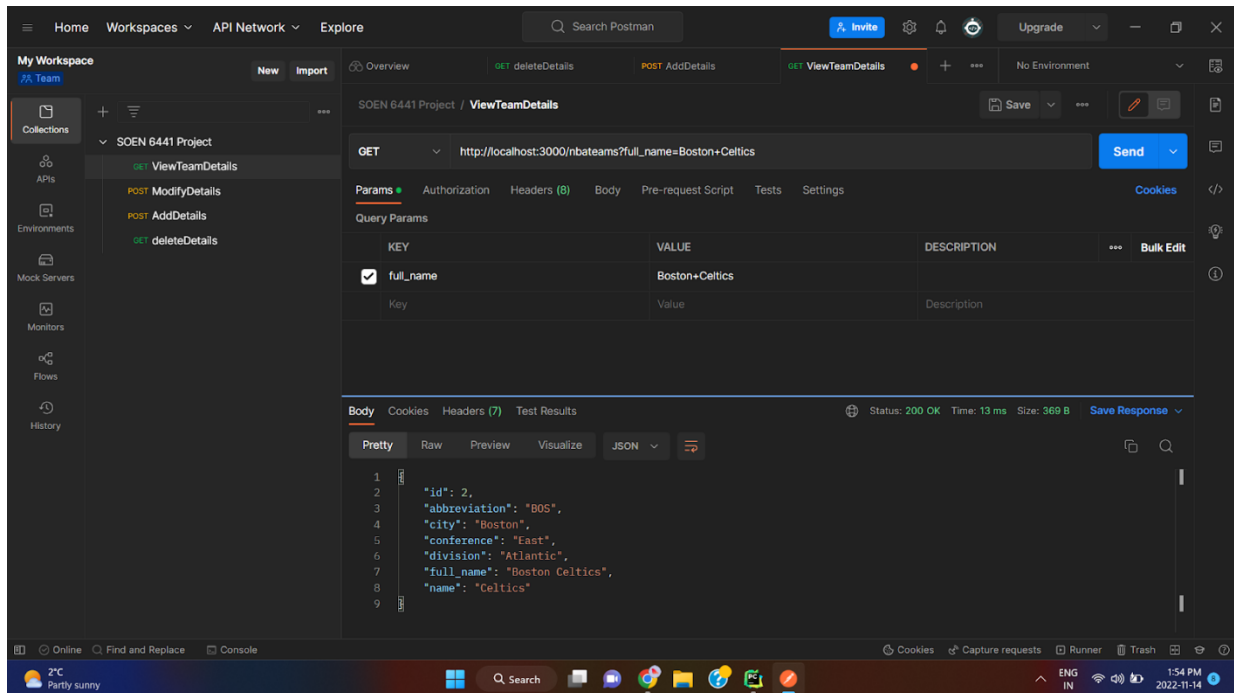 Home Workspaces API Network Explore Search Postman Invite Upgrade
My Workspace
Team
New Import
Overview GET deleteDetails POST AddDetails GET ViewTeamDetails No Environment
Collections
APIs
Environments
Mock Servers
Monitors
Flows
History
SOEN 6441 Project
GET ViewTeamDetails
POST ModifyDetails
POST AddDetails
GET deleteDetails
SOEN 6441 Project / ViewTeamDetails Save
GET http://localhost:3000/nbateams?full_name=Boston+Celtics Send
Params Authorization Headers (8) Body Pre-request Script Tests Settings Cookies
Query Params
KEY VALUE DESCRIPTION Bulk Edit
full_name Boston+Celtics
Key Value Description
Body Cookies Headers (7) Test Results Status: 200 OK Time: 13 ms Size: 369 B Save Response
Pretty Raw Preview Visualize JSON
1 {
2 "id": 2,
3 "abbreviation": "BOS",
4 "city": "Boston",
5 "conference": "East",
6 "division": "Atlantic",
7 "full_name": "Boston Celtics",
8 "name": "Celtics"
9 }
Online Find and Replace Console Cookies Capture requests Runner Trash
2°C
Partly sunny
Search
ENG
IN
1:54 PM
2022-11-14
8